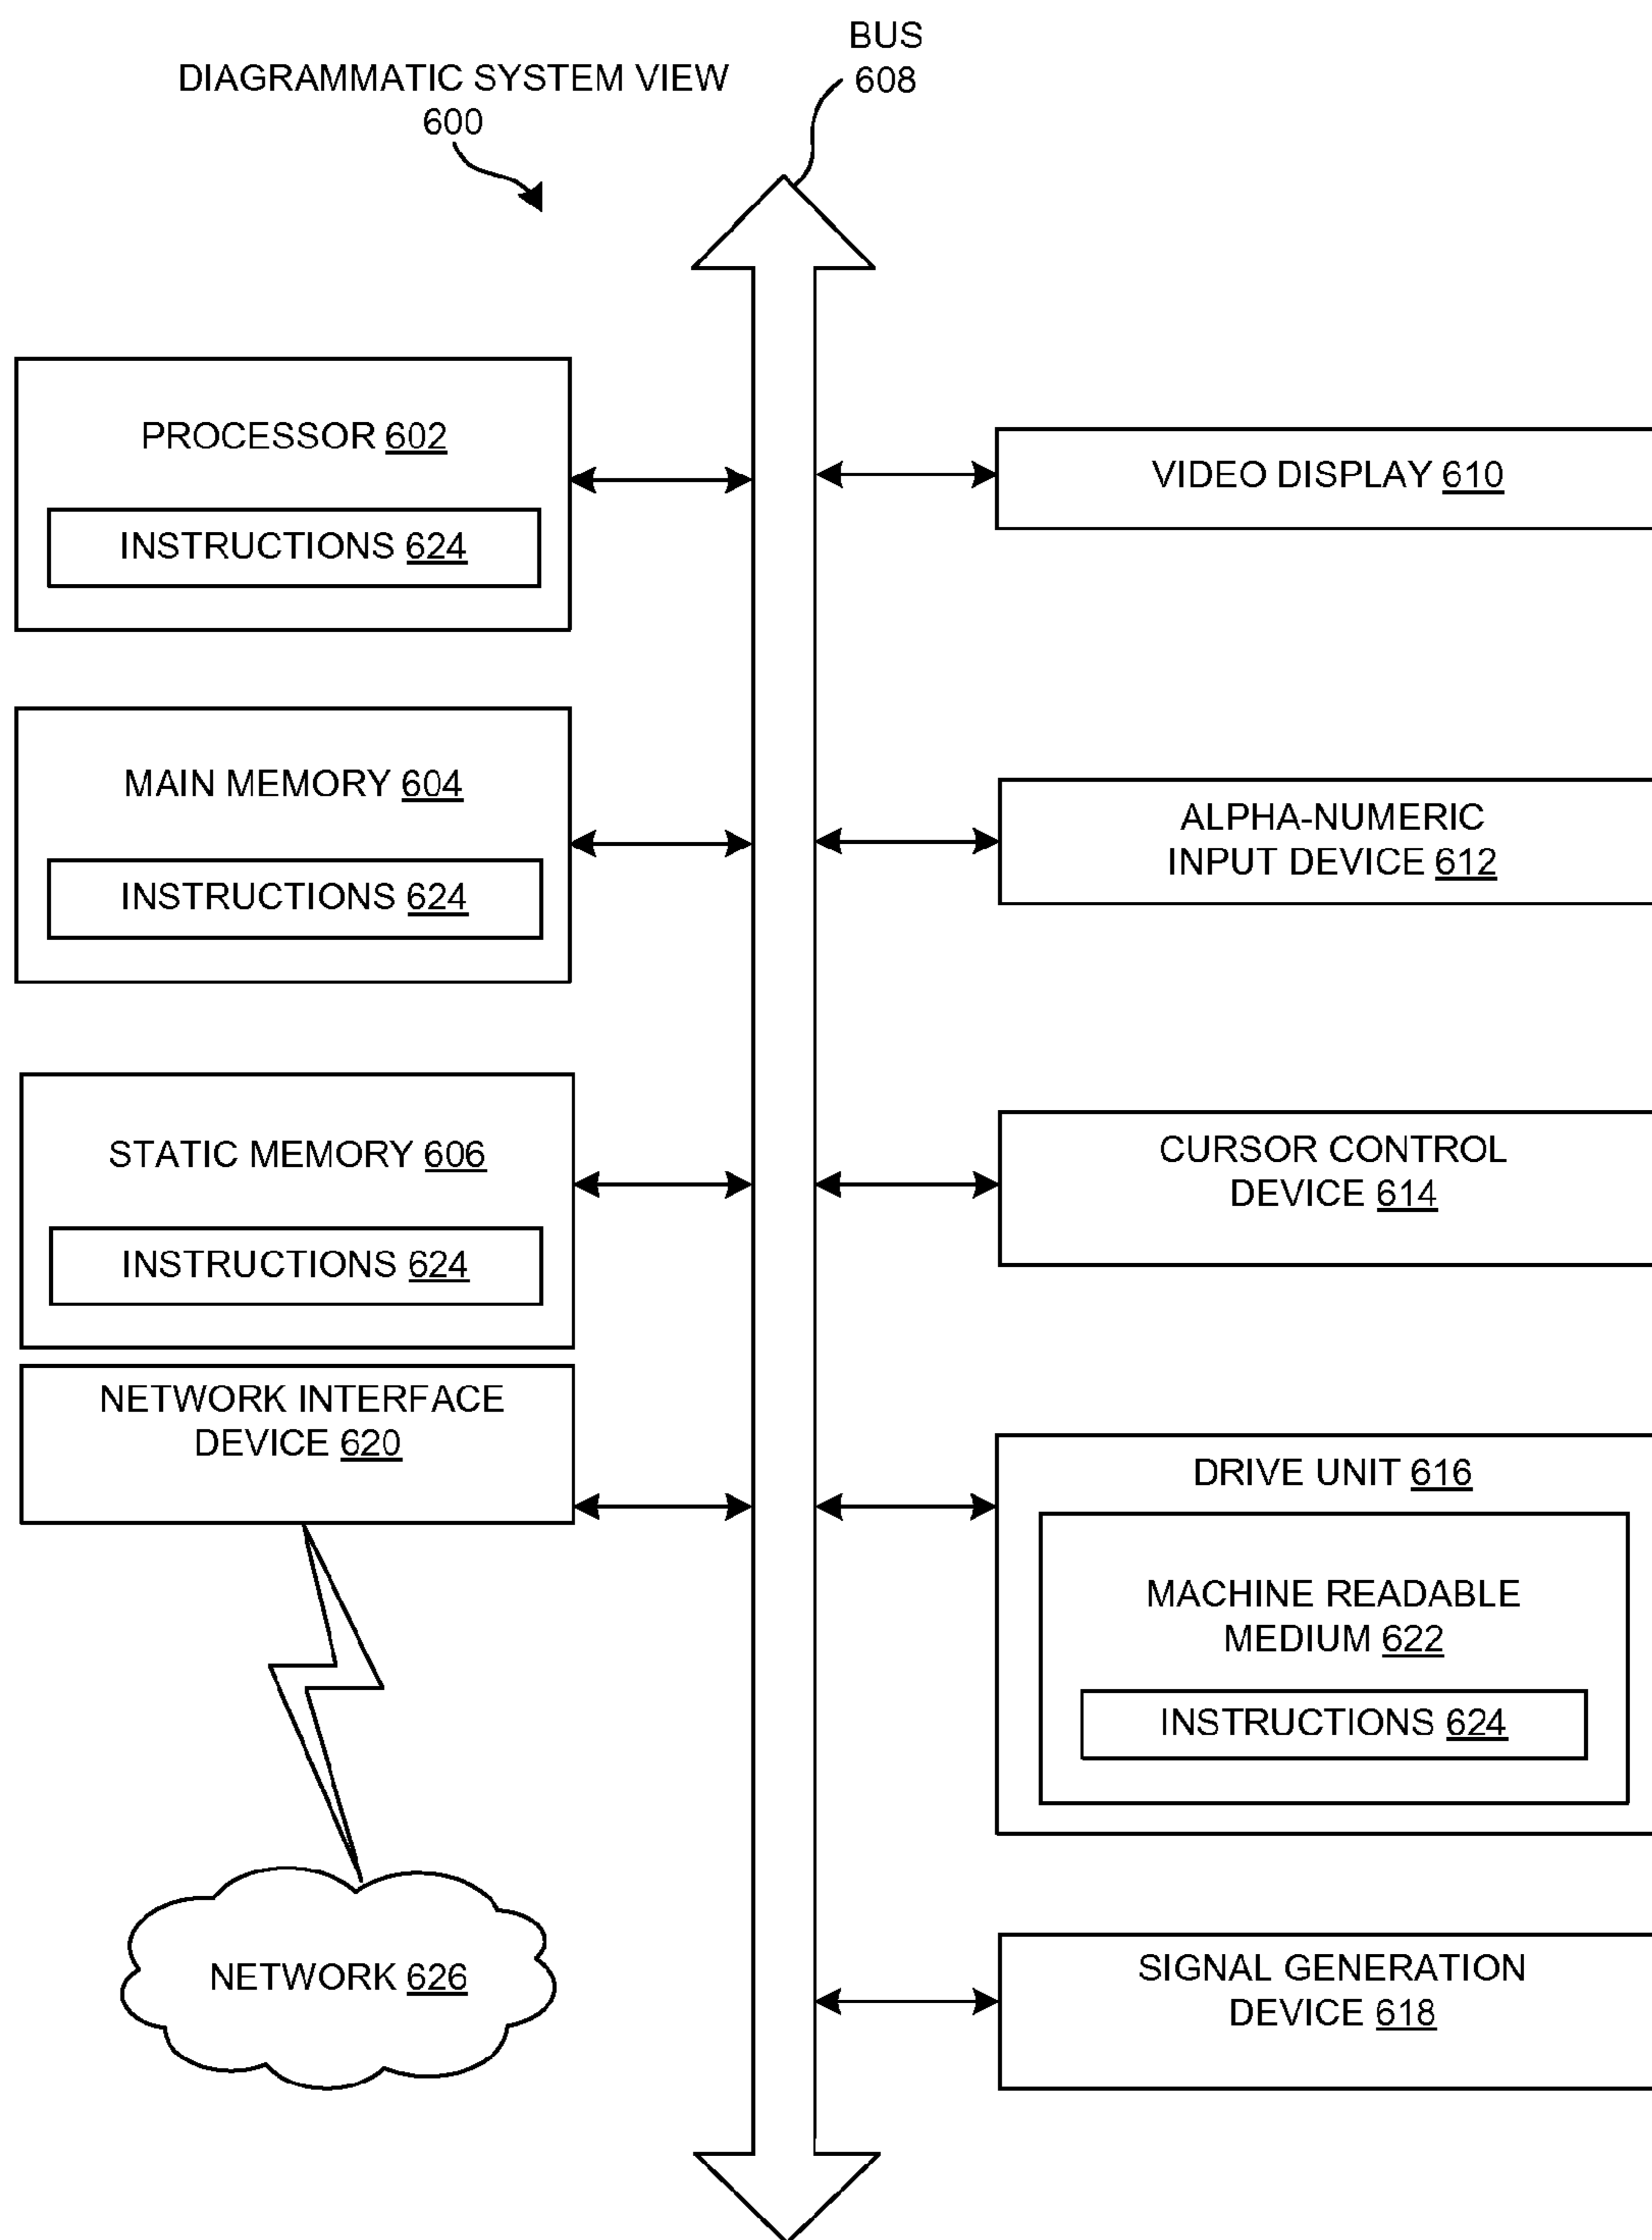 DIAGRAMMATIC SYSTEM VIEW
600
BUS
608
PROCESSOR 602
INSTRUCTIONS 624
MAIN MEMORY 604
INSTRUCTIONS 624
STATIC MEMORY 606
INSTRUCTIONS 624
NETWORK INTERFACE
DEVICE 620
NETWORK 626
VIDEO DISPLAY 610
ALPHA-NUMERIC
INPUT DEVICE 612
CURSOR CONTROL
DEVICE 614
DRIVE UNIT 616
MACHINE READABLE
MEDIUM 622
INSTRUCTIONS 624
SIGNAL GENERATION
DEVICE 618